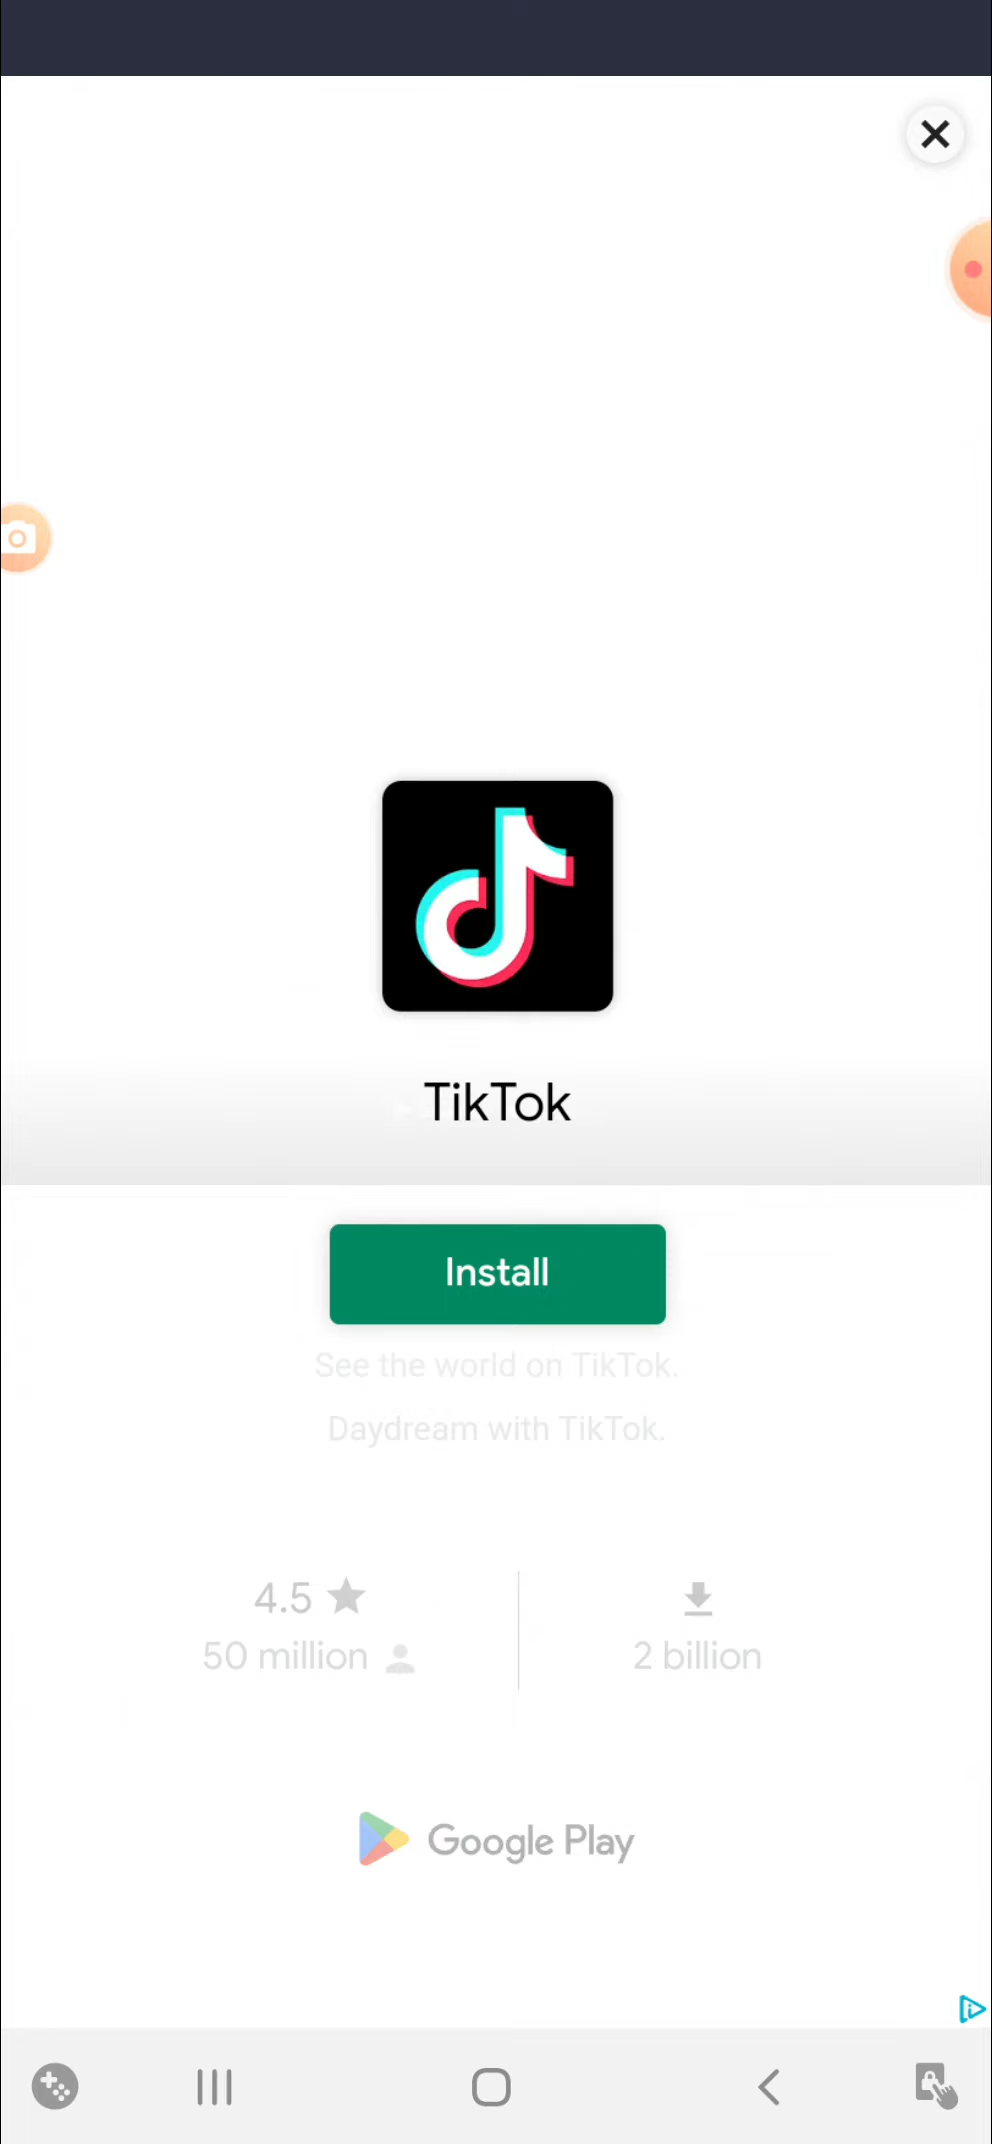 TikTok
Install
See the world on TikTok.
Daydream with TikTok.
4.5
50 million
2 billion
Google Play